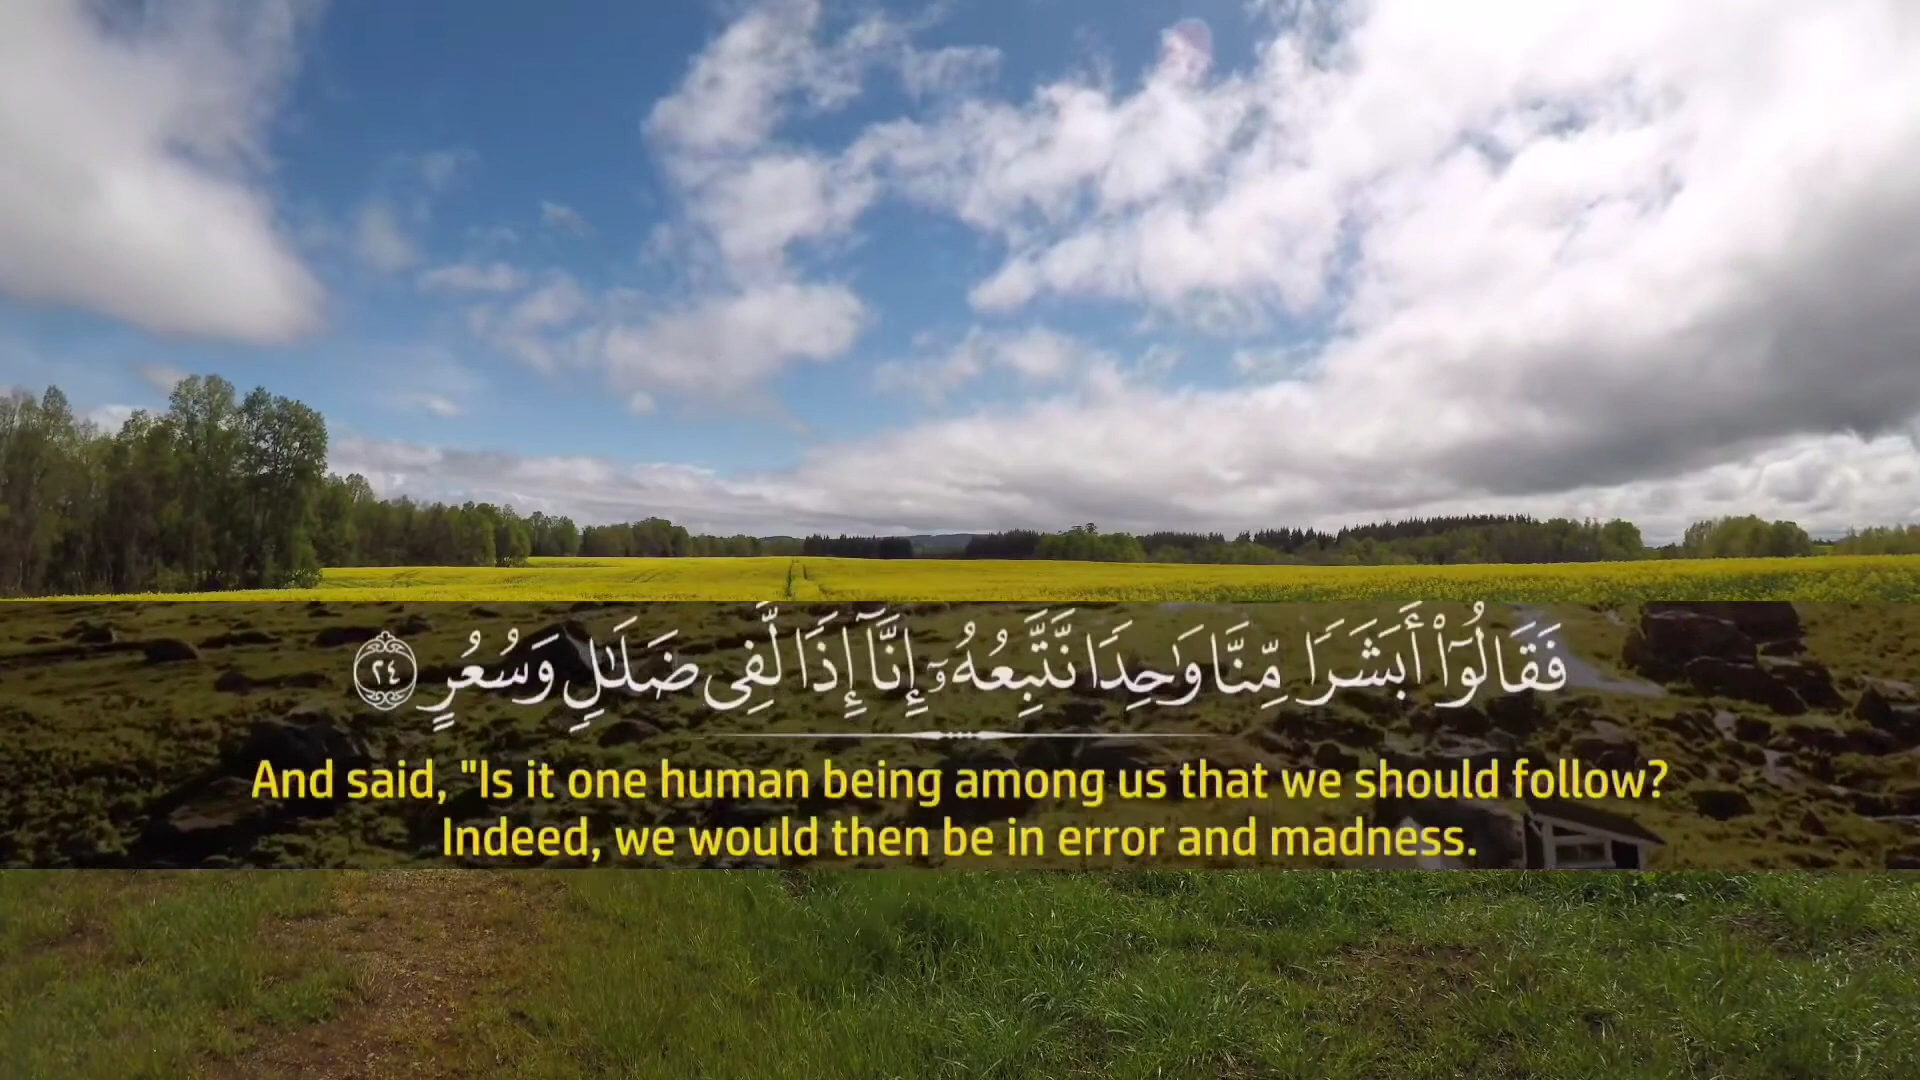 فَقَالُوٓا۟ أَبَشَرًا مِّنَّا وَٰحِدًا نَّتَّبِعُهُۥٓ إِنَّآ إِذًا لَّفِى ضَلَٰلٍ وَسُعُرٍ ٢٤
And said, "Is it one human being among us that we should follow?
Indeed, we would then be in error and madness.